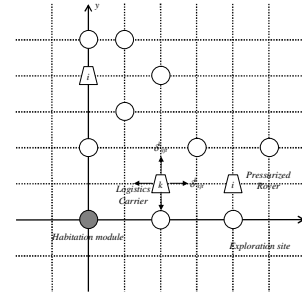 y
i
k
i
Pressurized
Rover
Logistics
Carrier
Habitation module
Exploration site